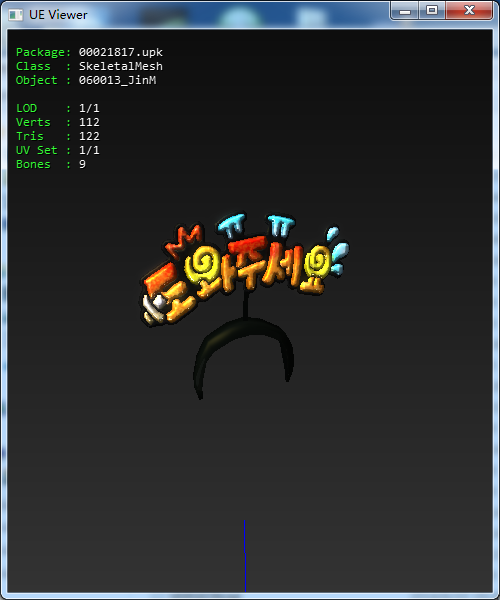 UE Viewer
Package: 00021817.upk
Class : SkeletalMesh
Object : 060013_JinM
LOD : 1/1
Verts : 112
Tris : 122
UV Set : 1/1
Bones : 9
ㅠ ㅠ
도와주세요